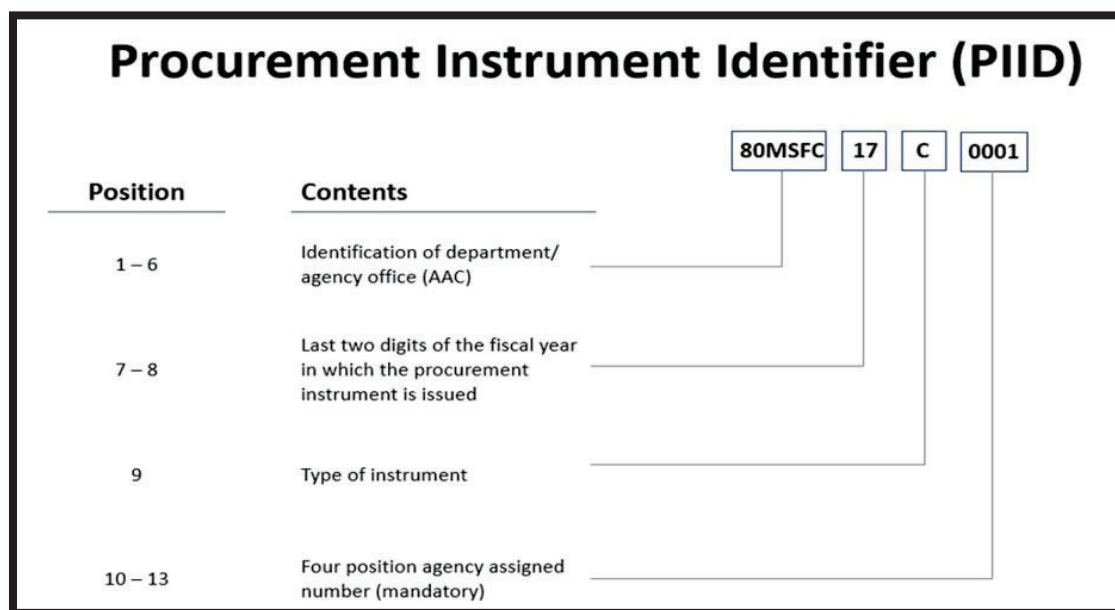 Procurement Instrument Identifier (PIID)
80MSFC 17 C 0001
Position Contents
1 – 6 Identification of department/
agency office (AAC)
7 – 8 Last two digits of the fiscal year
in which the procurement
instrument is issued
9 Type of instrument
10 – 13 Four position agency assigned
number (mandatory)